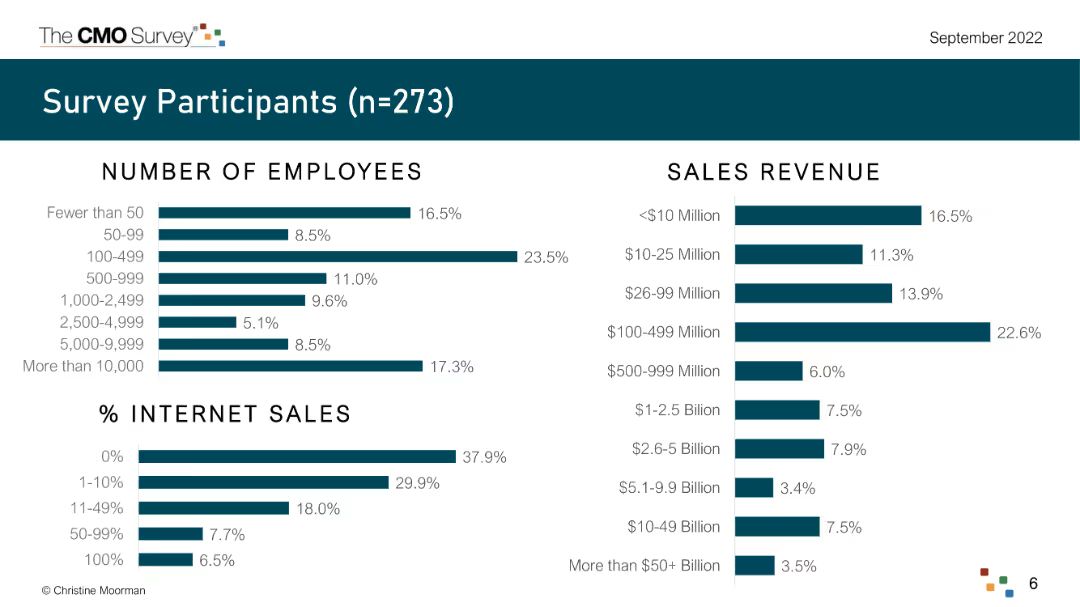 The CMO Survey
September 2022
Survey Participants (n=273)
NUMBER OF EMPLOYEES
Fewer than 50 16.5%
50-99 8.5%
100-499 23.5%
500-999 11.0%
1,000-2,499 9.6%
2,500-4,999 5.1%
5,000-9,999 8.5%
More than 10,000 17.3%
% INTERNET SALES
0% 37.9%
1-10% 29.9%
11-49% 18.0%
50-99% 7.7%
100% 6.5%
SALES REVENUE
<$10 Million 16.5%
$10-25 Million 11.3%
$26-99 Million 13.9%
$100-499 Million 22.6%
$500-999 Million 6.0%
$1-2.5 Bilion 7.5%
$2.6-5 Billion 7.9%
$5.1-9.9 Billion 3.4%
$10-49 Billion 7.5%
More than $50+ Billion 3.5%
© Christine Moorman
6